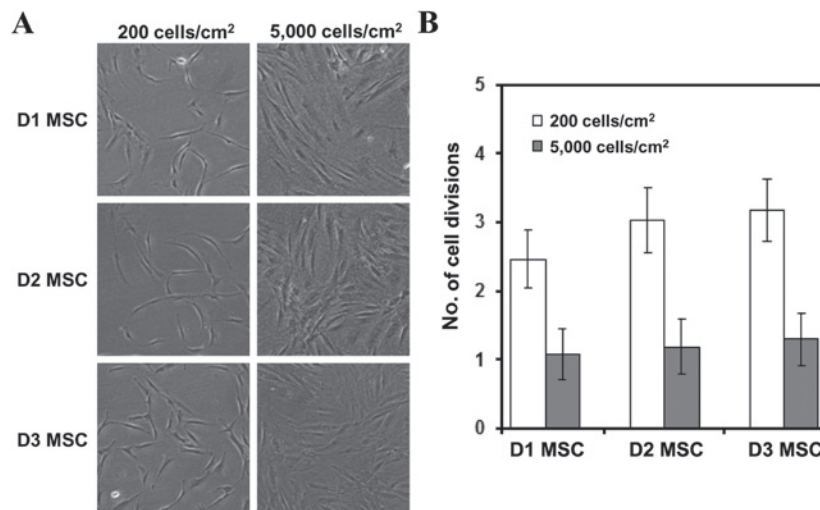 A
200 cells/cm²
5,000 cells/cm²
D1 MSC
D2 MSC
D3 MSC
B
No. of cell divisions
5
4
3
2
1
0
200 cells/cm²
5,000 cells/cm²
D1 MSC
D2 MSC
D3 MSC